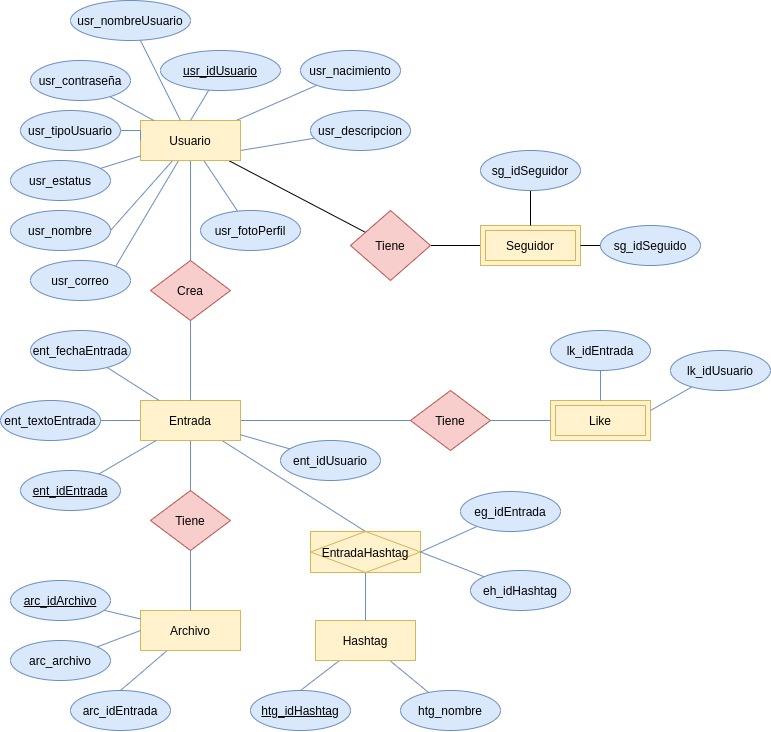 usr_nombreUsuario
usr_idUsuario
usr_nacimiento
usr_contraseña
usr_tipoUsuario
Usuario
usr_descripcion
usr_estatus
sg_idSeguidor
usr_nombre
usr_fotoPerfil
Tiene
Seguidor
sg_idSeguido
usr_correo
Crea
ent_fechaEntrada
lk_idEntrada
lk_idUsuario
ent_textoEntrada
Entrada
Tiene
Like
ent_idUsuario
ent_idEntrada
eg_idEntrada
Tiene
EntradaHashtag
eh_idHashtag
arc_idArchivo
Archivo
Hashtag
arc_archivo
arc_idEntrada
htg_idHashtag
htg_nombre